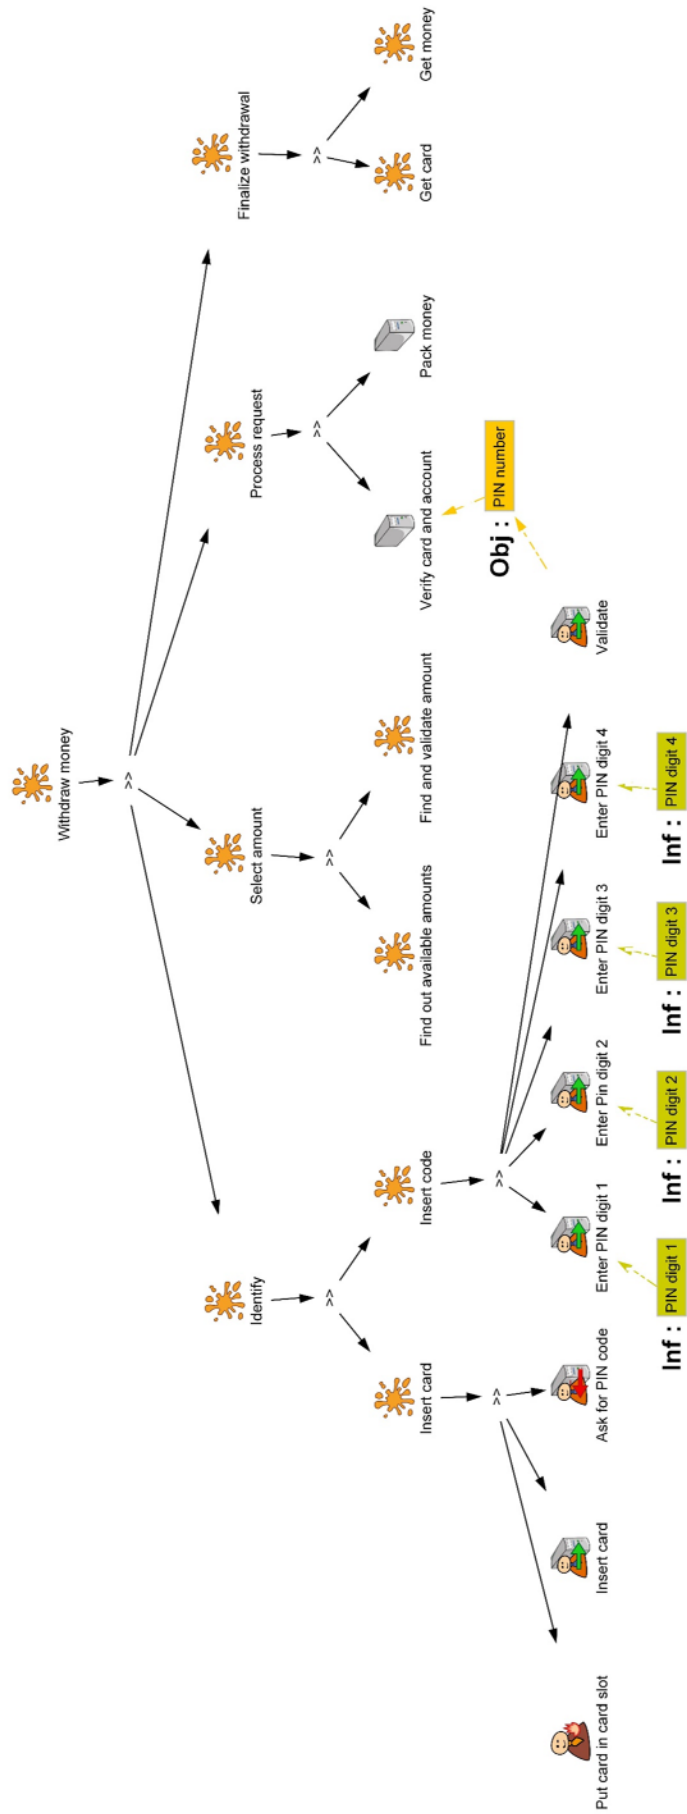 Withdraw money
>>
Identify
Select amount
Process request
Finalize withdrawal
>>
>>
>>
>>
Insert card
Insert code
Find out available amounts
Find and validate amount
Verify card and account
Pack money
Get card
Get money
>>
>>
Obj : PIN number
Put card in card slot
Insert card
Ask for PIN code
Enter PIN digit 1
Enter Pin digit 2
Enter PIN digit 3
Enter PIN digit 4
Validate
Inf : PIN digit 1
Inf : PIN digit 2
Inf : PIN digit 3
Inf : PIN digit 4